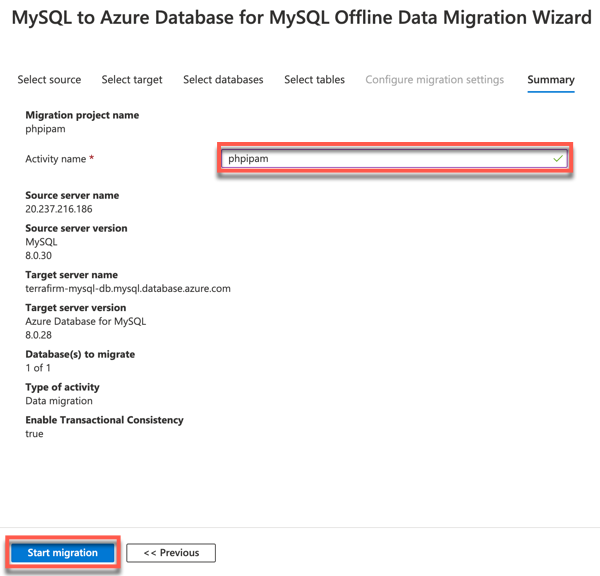 MySQL to Azure Database for MySQL Offline Data Migration Wizard
Select source Select target Select databases Select tables Configure migration settings Summary
Migration project name
phpipam
Activity name * phpipam
Source server name
20.237.216.186
Source server version
MySQL
8.0.30
Target server name
terrafirm-mysql-db.mysql.database.azure.com
Target server version
Azure Database for MySQL
8.0.28
Database(s) to migrate
1 of 1
Type of activity
Data migration
Enable Transactional Consistency
true
Start migration << Previous